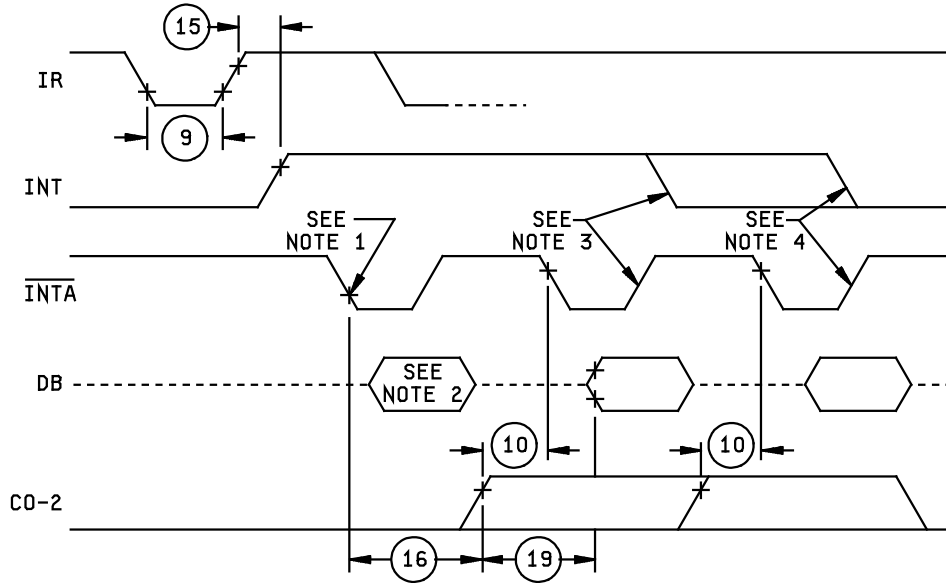 15
IR
9
INT
SEE
NOTE 1
SEE
NOTE 3
SEE
NOTE 4
INTA
DB
SEE
NOTE 2
10
10
CO-2
16
19